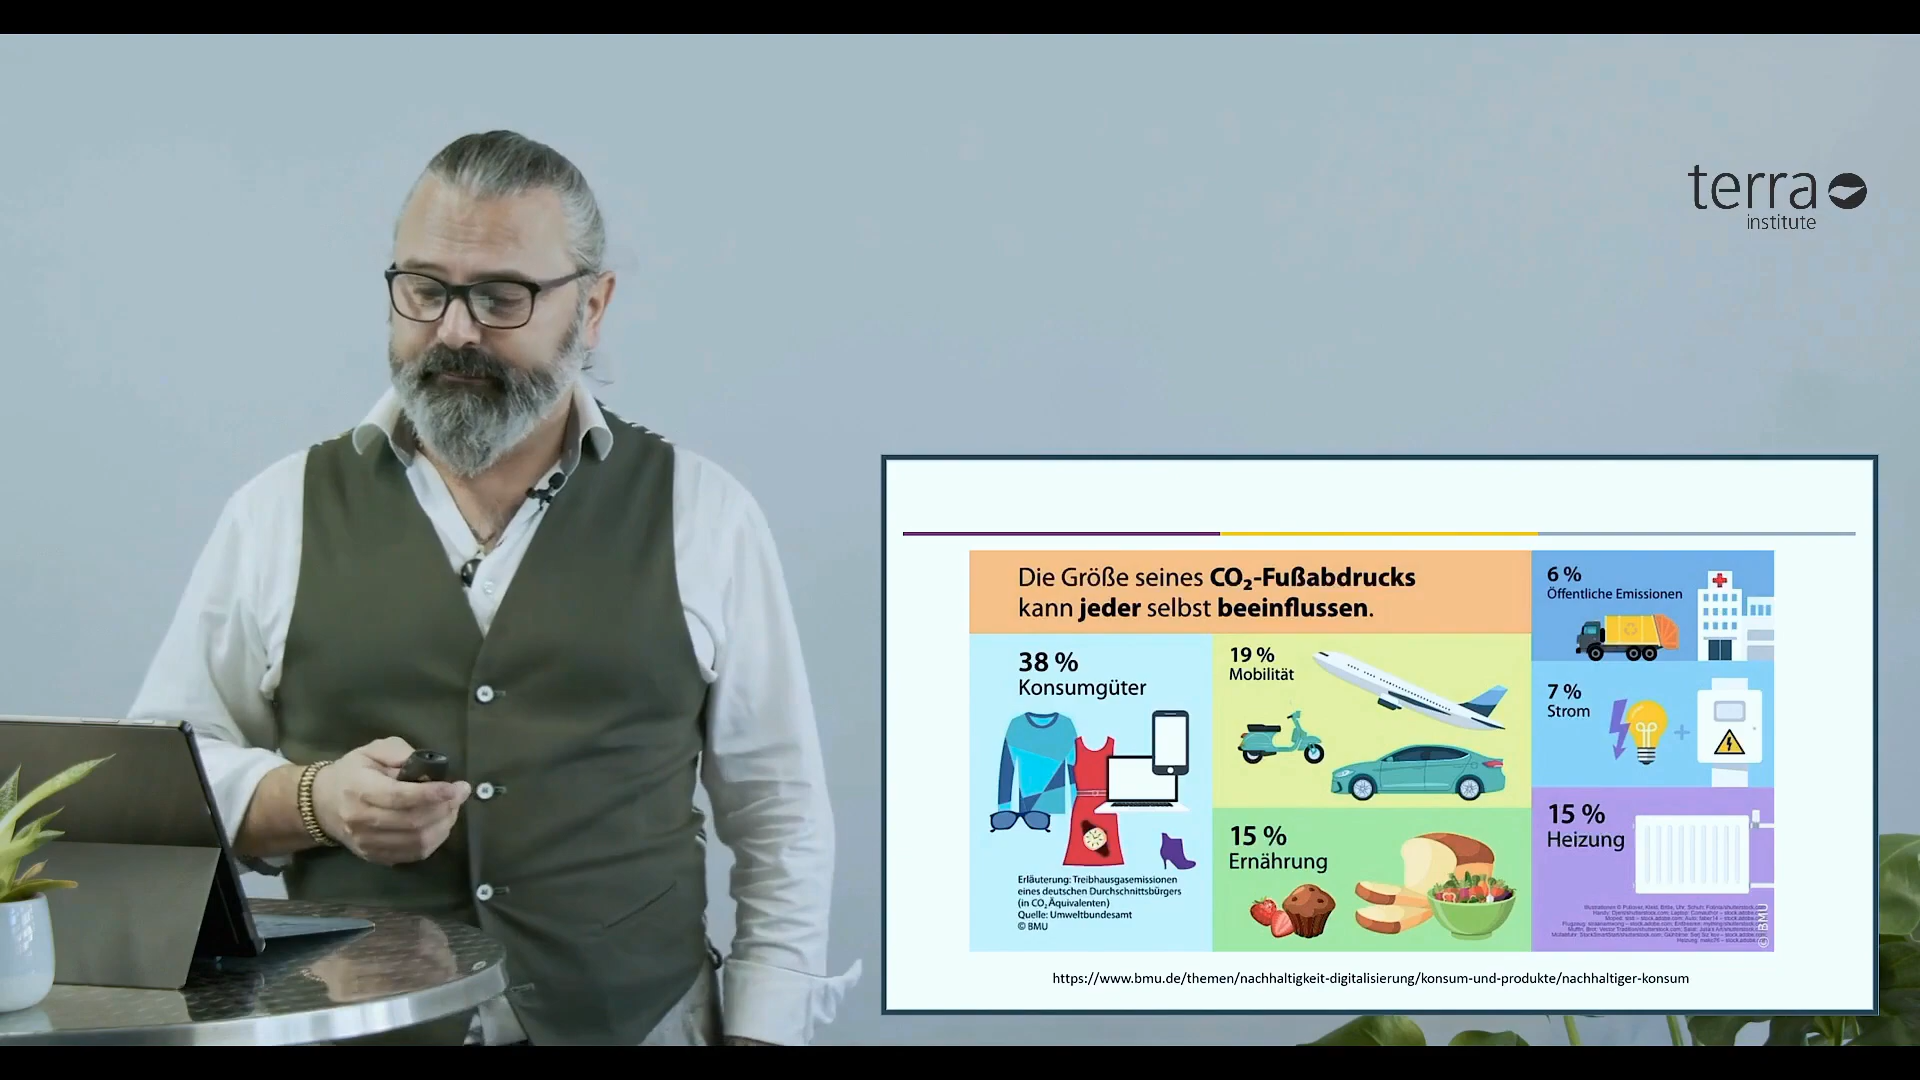 terra
institute
Die Größe seines CO₂-Fußabdrucks
kann jeder selbst beeinflussen.
38 %
Konsumgüter
Erläuterung: Treibhausgasemissionen
eines deutschen Durchschnittsbürgers
(in CO₂ Äquivalenten)
Quelle: Umweltbundesamt
© BMU
19 %
Mobilität
15 %
Ernährung
6 %
Öffentliche Emissionen
7 %
Strom
15 %
Heizung
© BMU
https://www.bmu.de/themen/nachhaltigkeit-digitalisierung/konsum-und-produkte/nachhaltiger-konsum